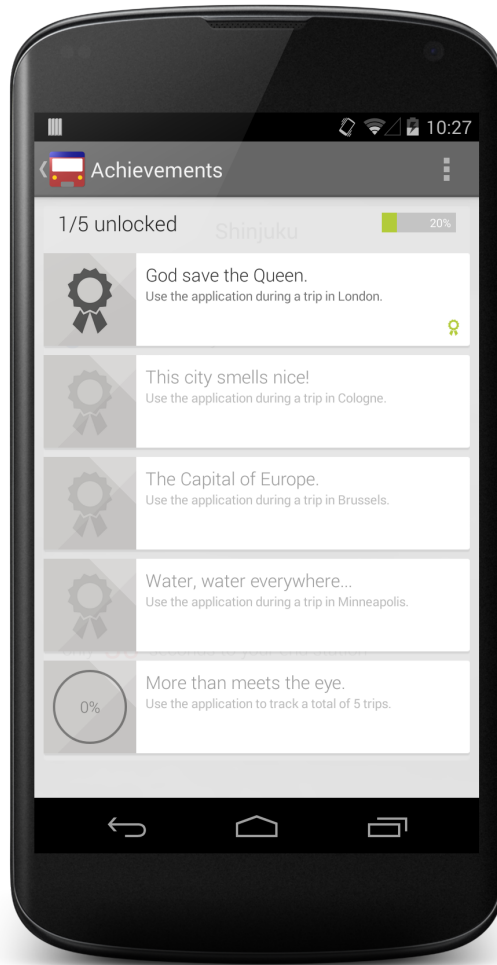 10:27
Achievements
1/5 unlocked
Shinjuku
20%
God save the Queen.
Use the application during a trip in London.
This city smells nice!
Use the application during a trip in Cologne.
The Capital of Europe.
Use the application during a trip in Brussels.
Water, water everywhere...
Use the application during a trip in Minneapolis.
More than meets the eye.
0%
Use the application to track a total of 5 trips.